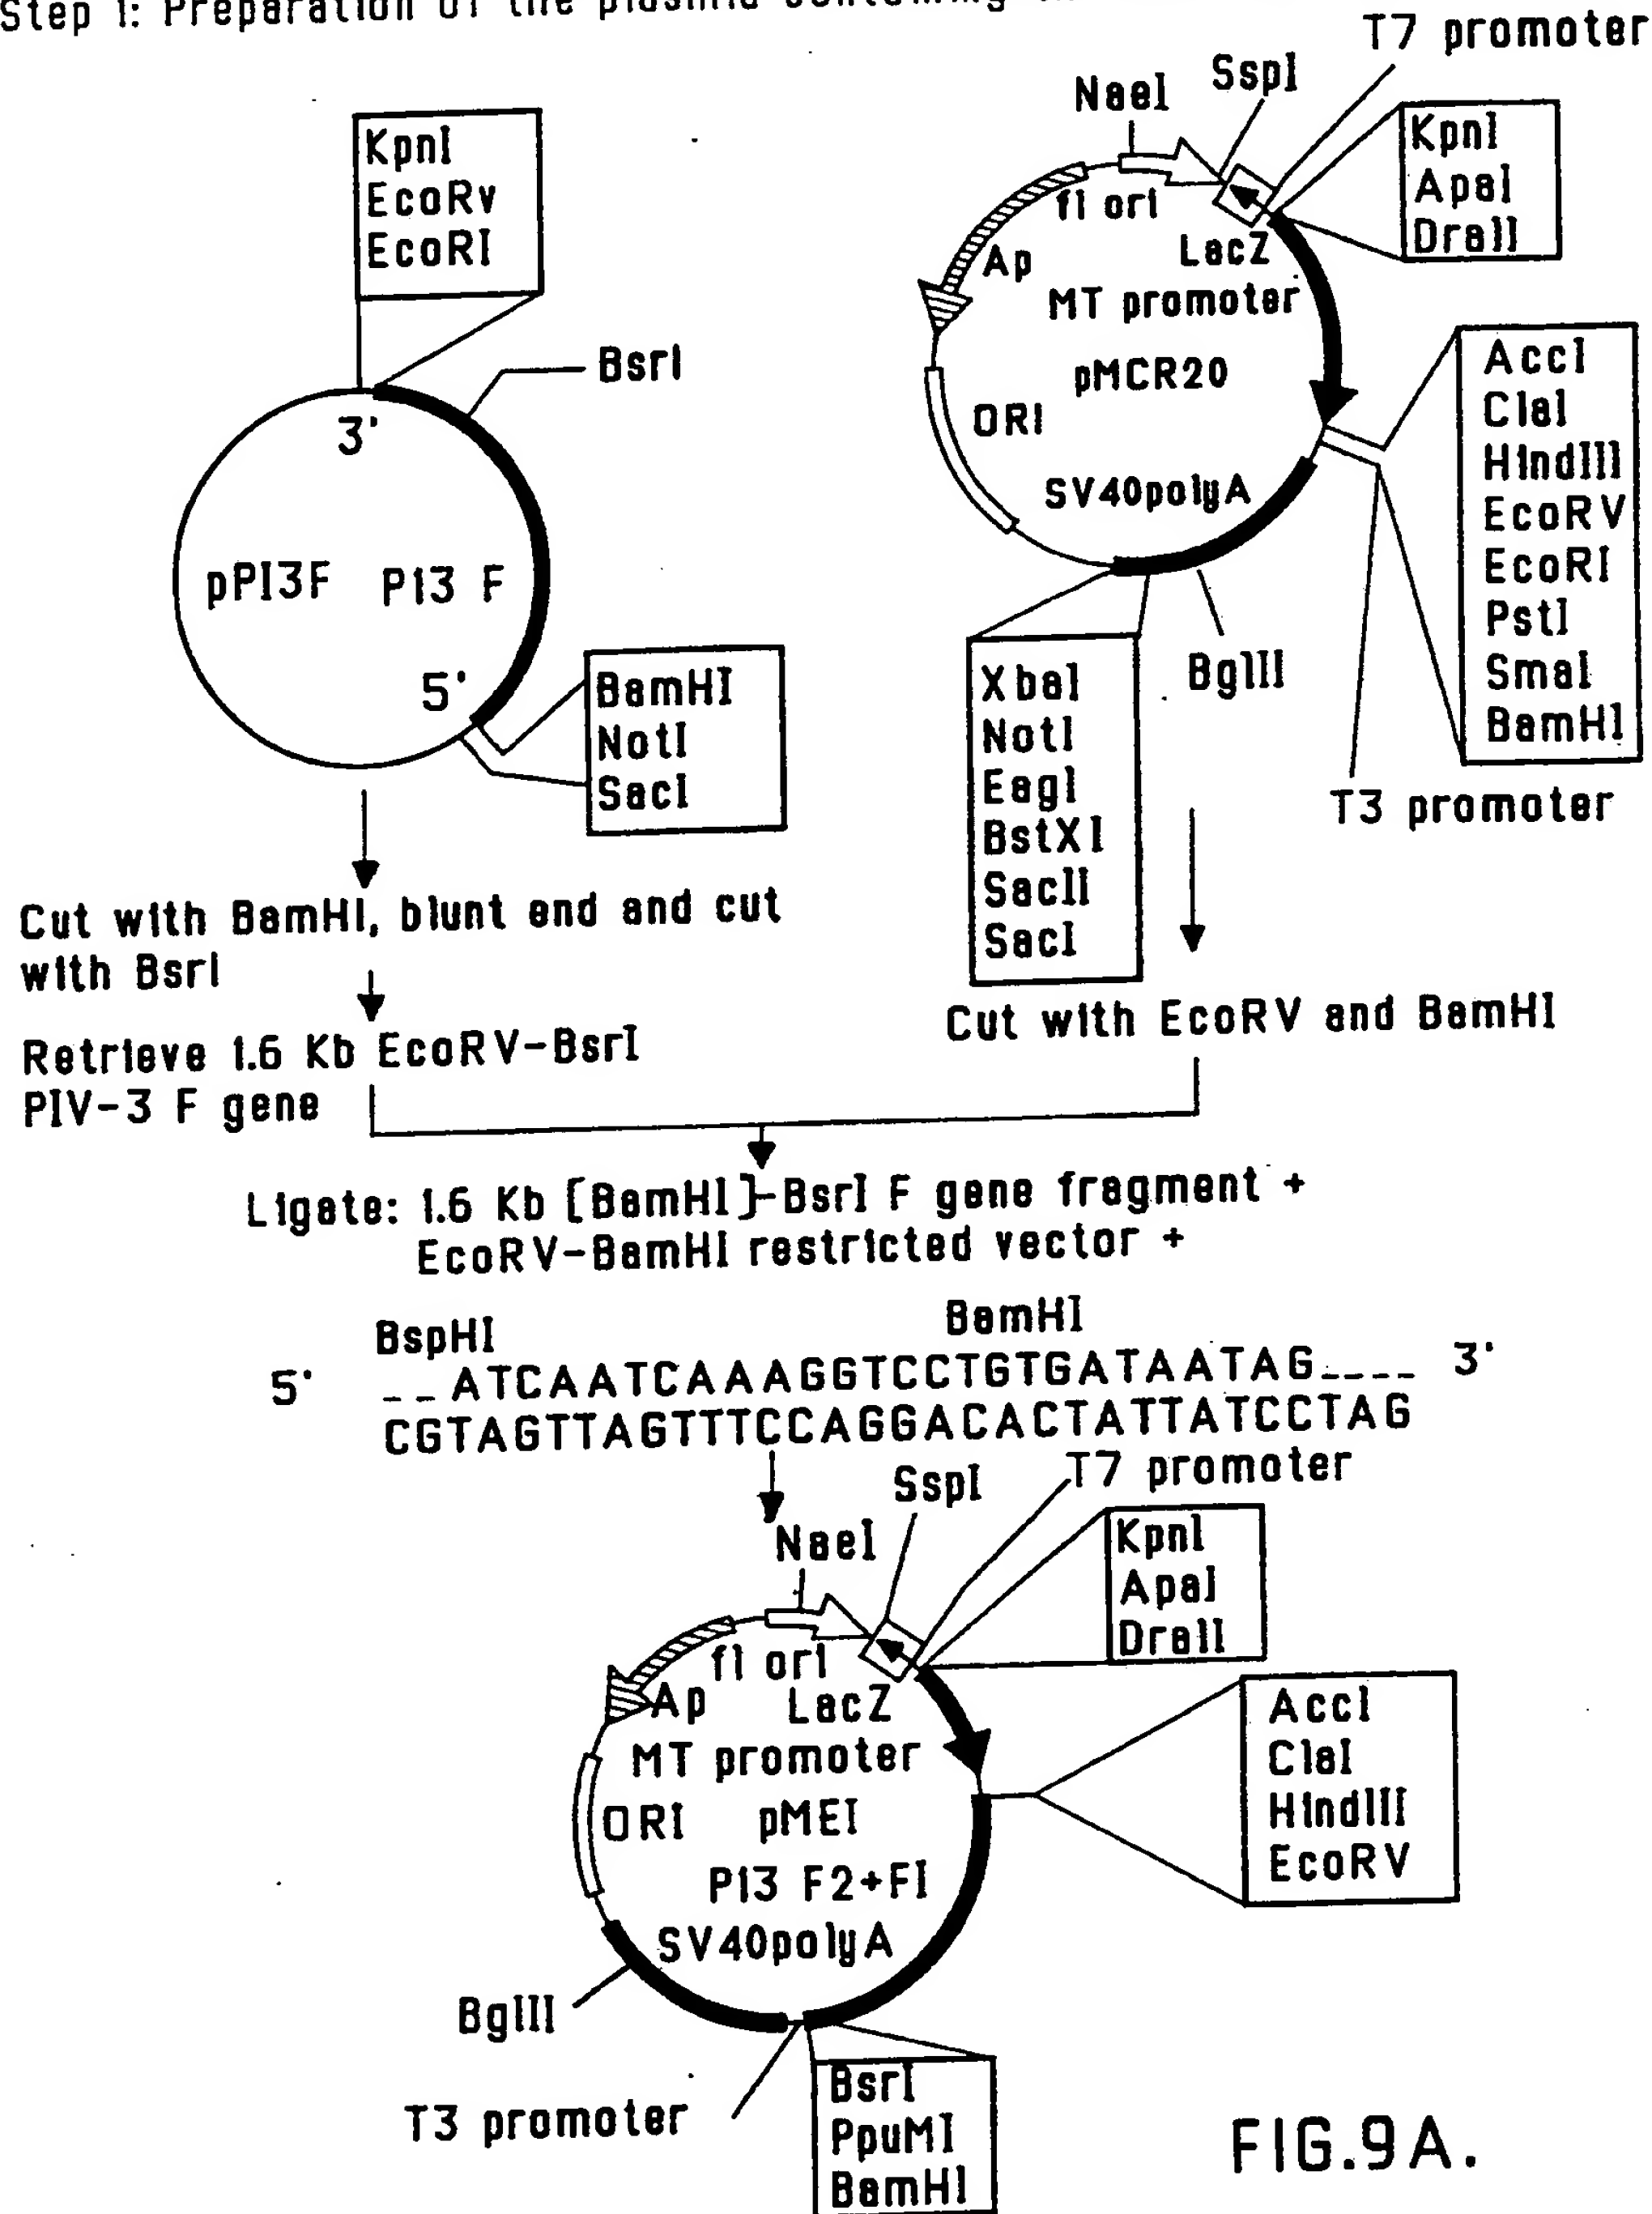 Step 1: Preparation of the plasmid containing
T7 promoter
NaeI
SspI
KpnI
EcoRv
EcoRI
KpnI
ApaI
DraII
f1 ori
Ap
LacZ
MT promoter
BsrI
pMCR20
3'
ORI
AccI
ClaI
HindIII
EcoRV
EcoRI
PstI
SmaI
BamHI
SV40polyA
pPI3F
PI3 F
5'
BamHI
NotI
SacI
XbaI
NotI
EagI
BstXI
SacII
SacI
BglII
T3 promoter
Cut with BamHI, blunt end and cut
with BsrI
Cut with EcoRV and BamHI
Retrieve 1.6 Kb EcoRV-BsrI
PIV-3 F gene
Ligate: 1.6 Kb [BamHI]-BsrI F gene fragment +
EcoRV-BamHI restricted vector +
BspHI
BamHI
5' _ _ATCAATCAAAGGTCCTGTGATAATAG_ _ _ _ 3'
CGTAGTTAGTTTCCAGGACACTATTATCCTAG
SspI
T7 promoter
NaeI
KpnI
ApaI
DraII
f1 ori
Ap
LacZ
MT promoter
AccI
ClaI
HindIII
EcoRV
ORI
pMEI
PI3 F2+FI
SV40polyA
BglII
T3 promoter
BsrI
PpuMI
BamHI
FIG.9A.